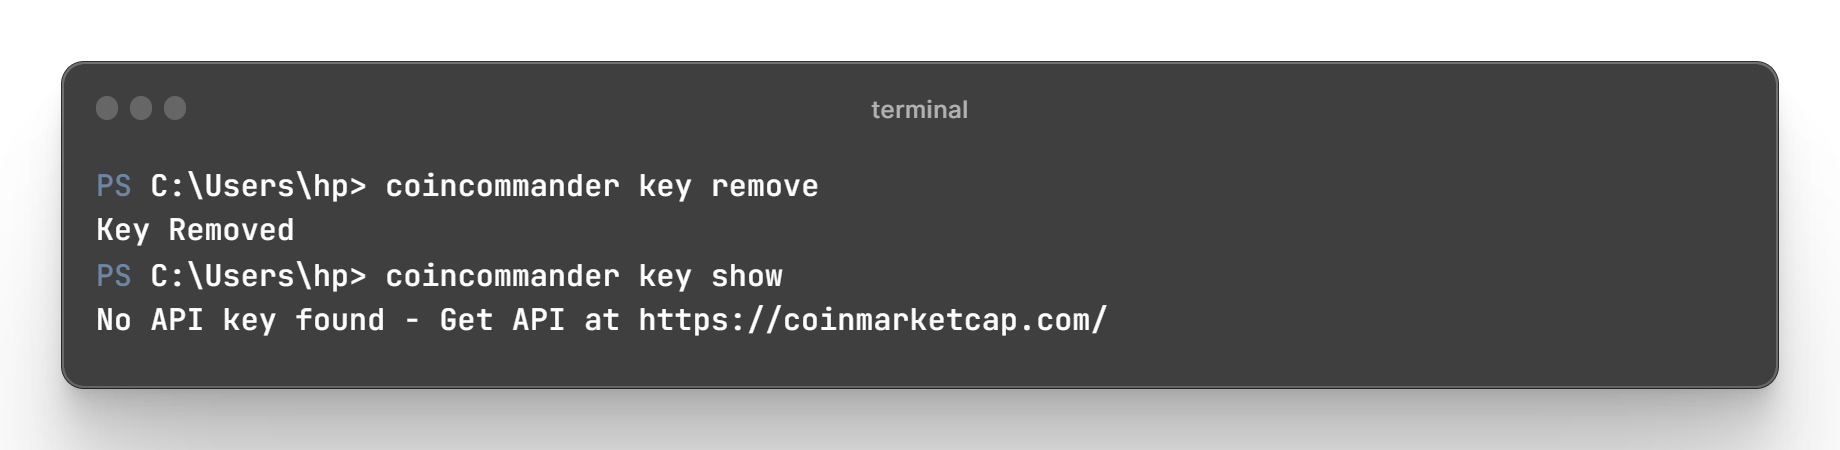 terminal
PS C:\Users\hp> coincommander key remove
Key Removed
PS C:\Users\hp> coincommander key show
No API key found - Get API at https://coinmarketcap.com/